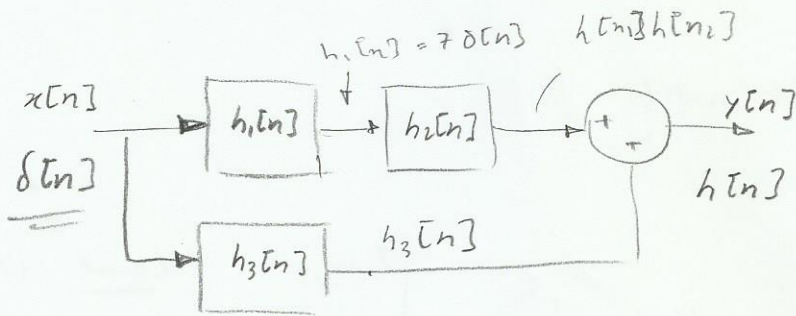 h₁[n] = 7δ[n]
h[n₁]h[n₂]
x[n]
h₁[n]
h₂[n]
+
+
y[n]
δ[n]
h[n]
h₃[n]
h₃[n]